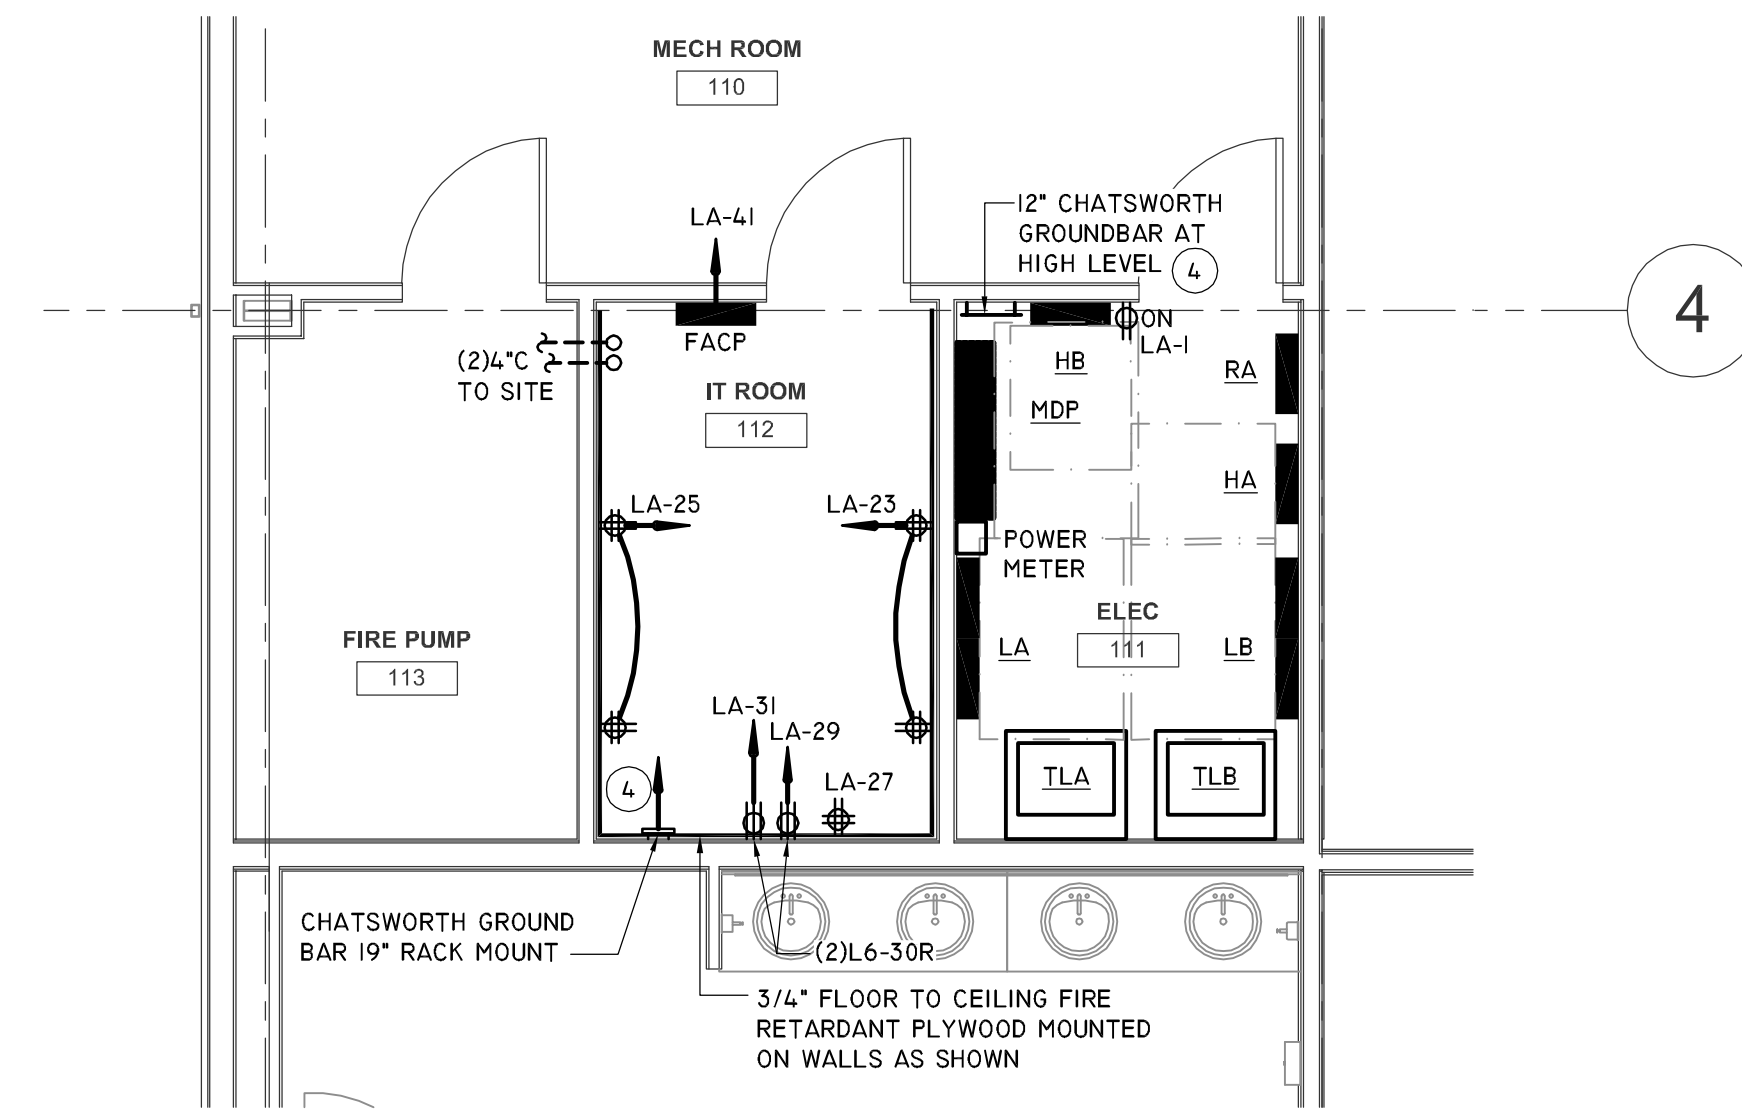 MECH ROOM
110
LA-41
12" CHATSWORTH
GROUNDBAR AT
HIGH LEVEL
4
4
FACP
ON
LA-1
(2)4"C
TO SITE
IT ROOM
112
HB
MDP
RA
HA
LA-25
LA-23
POWER
METER
ELEC
111
LA
LB
FIRE PUMP
113
LA-31
LA-29
LA-27
4
TLA
TLB
CHATSWORTH GROUND
BAR 19" RACK MOUNT
(2)L6-30R
3/4" FLOOR TO CEILING FIRE
RETARDANT PLYWOOD MOUNTED
ON WALLS AS SHOWN